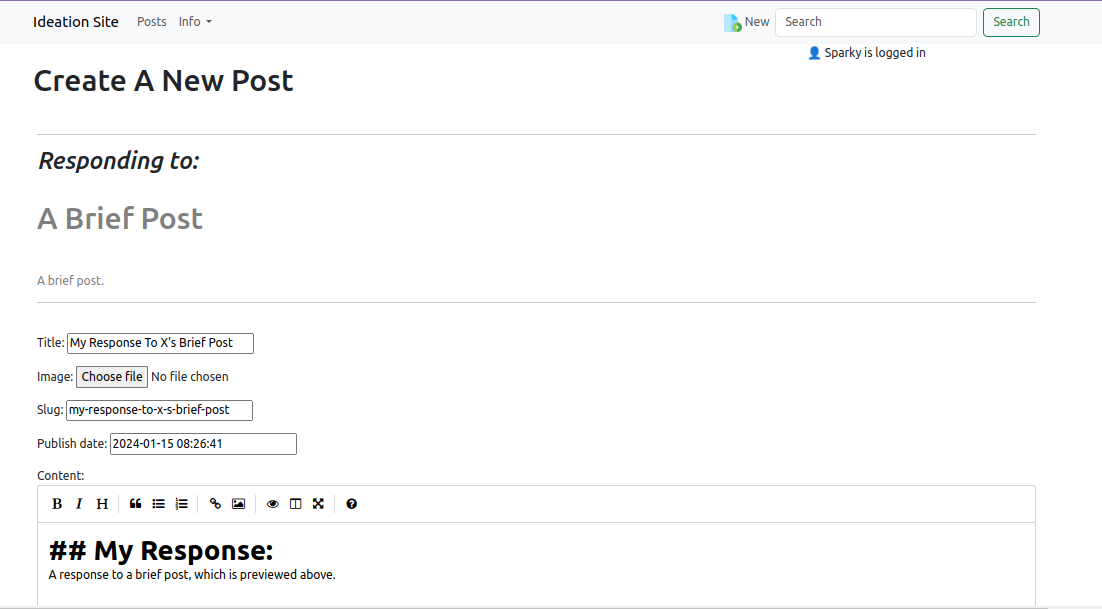 Ideation Site Posts Info New Search Search
Sparky is logged in
Create A New Post
Responding to:
A Brief Post
A brief post.
Title: My Response To X's Brief Post
Image: Choose file No file chosen
Slug: my-response-to-x-s-brief-post
Publish date: 2024-01-15 08:26:41
Content:
B I H
## My Response:
A response to a brief post, which is previewed above.